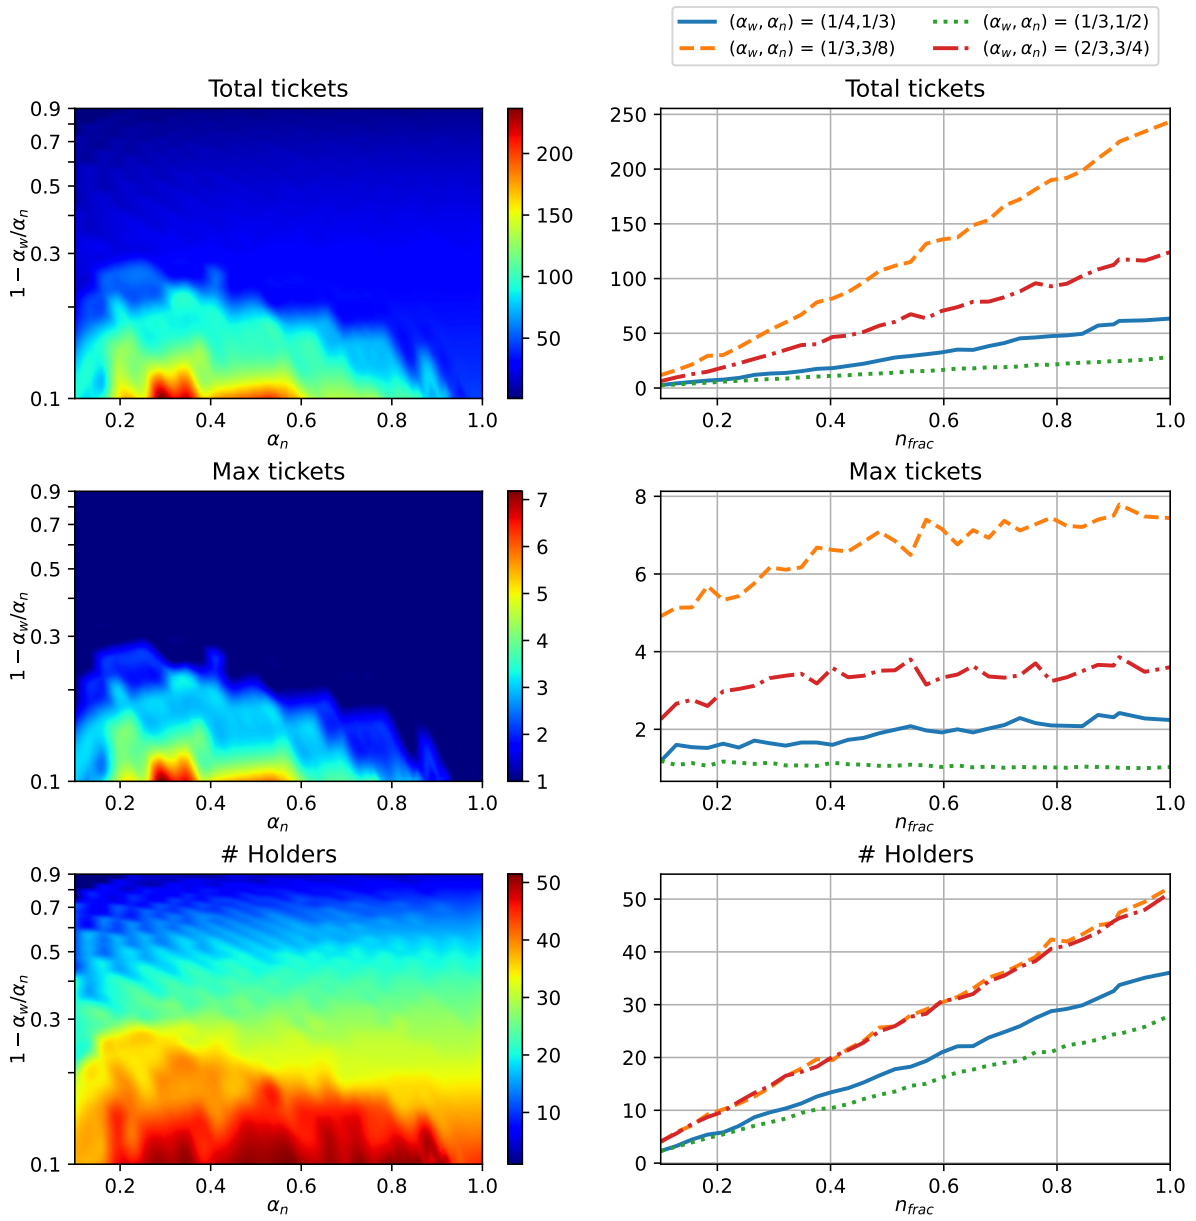 (α_w, α_n) = (1/4,1/3)
(α_w, α_n) = (1/3,3/8)
(α_w, α_n) = (1/3,1/2)
(α_w, α_n) = (2/3,3/4)
Total tickets
0.9
0.7
0.5
0.3
0.1
1 − α_w/α_n
0.2 0.4 0.6 0.8 1.0
α_n
200
150
100
50
Total tickets
250
200
150
100
50
0
0.2 0.4 0.6 0.8 1.0
n_frac
Max tickets
0.9
0.7
0.5
0.3
0.1
1 − α_w/α_n
0.2 0.4 0.6 0.8 1.0
α_n
7
6
5
4
3
2
1
Max tickets
8
6
4
2
0.2 0.4 0.6 0.8 1.0
n_frac
# Holders
0.9
0.7
0.5
0.3
0.1
1 − α_w/α_n
0.2 0.4 0.6 0.8 1.0
α_n
50
40
30
20
10
# Holders
50
40
30
20
10
0
0.2 0.4 0.6 0.8 1.0
n_frac